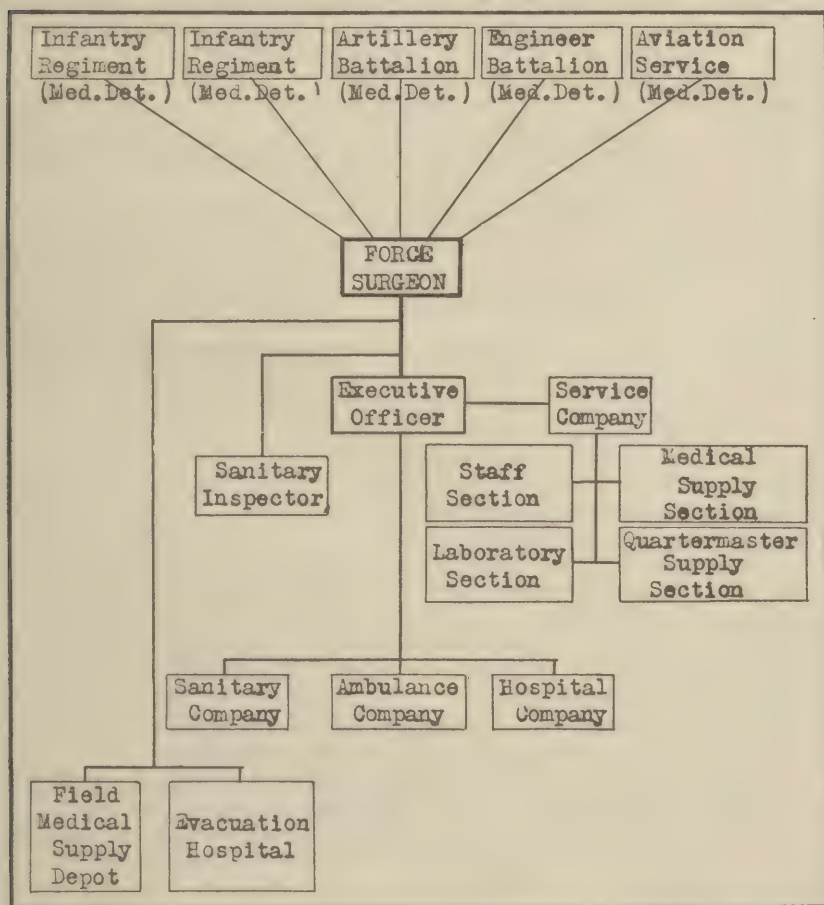 Infantry
Regiment
(Med.Det.)
Infantry
Regiment
(Med.Det.'
Artillery
Battalion
(Med.Det.)
Engineer
Battalion
(Med.Det.)
Aviation
Service
(Med.Det.)
FORCE
SURGEON
Executive
Officer
Service
Company
Sanitary
Inspector
Staff
Section
Medical
Supply
Section
Laboratory
Section
Quartermaster
Supply
Section
Sanitary
Company
Ambulance
Company
Hospital
Company
Field
Medical
Supply
Depot
Evacuation
Hospital